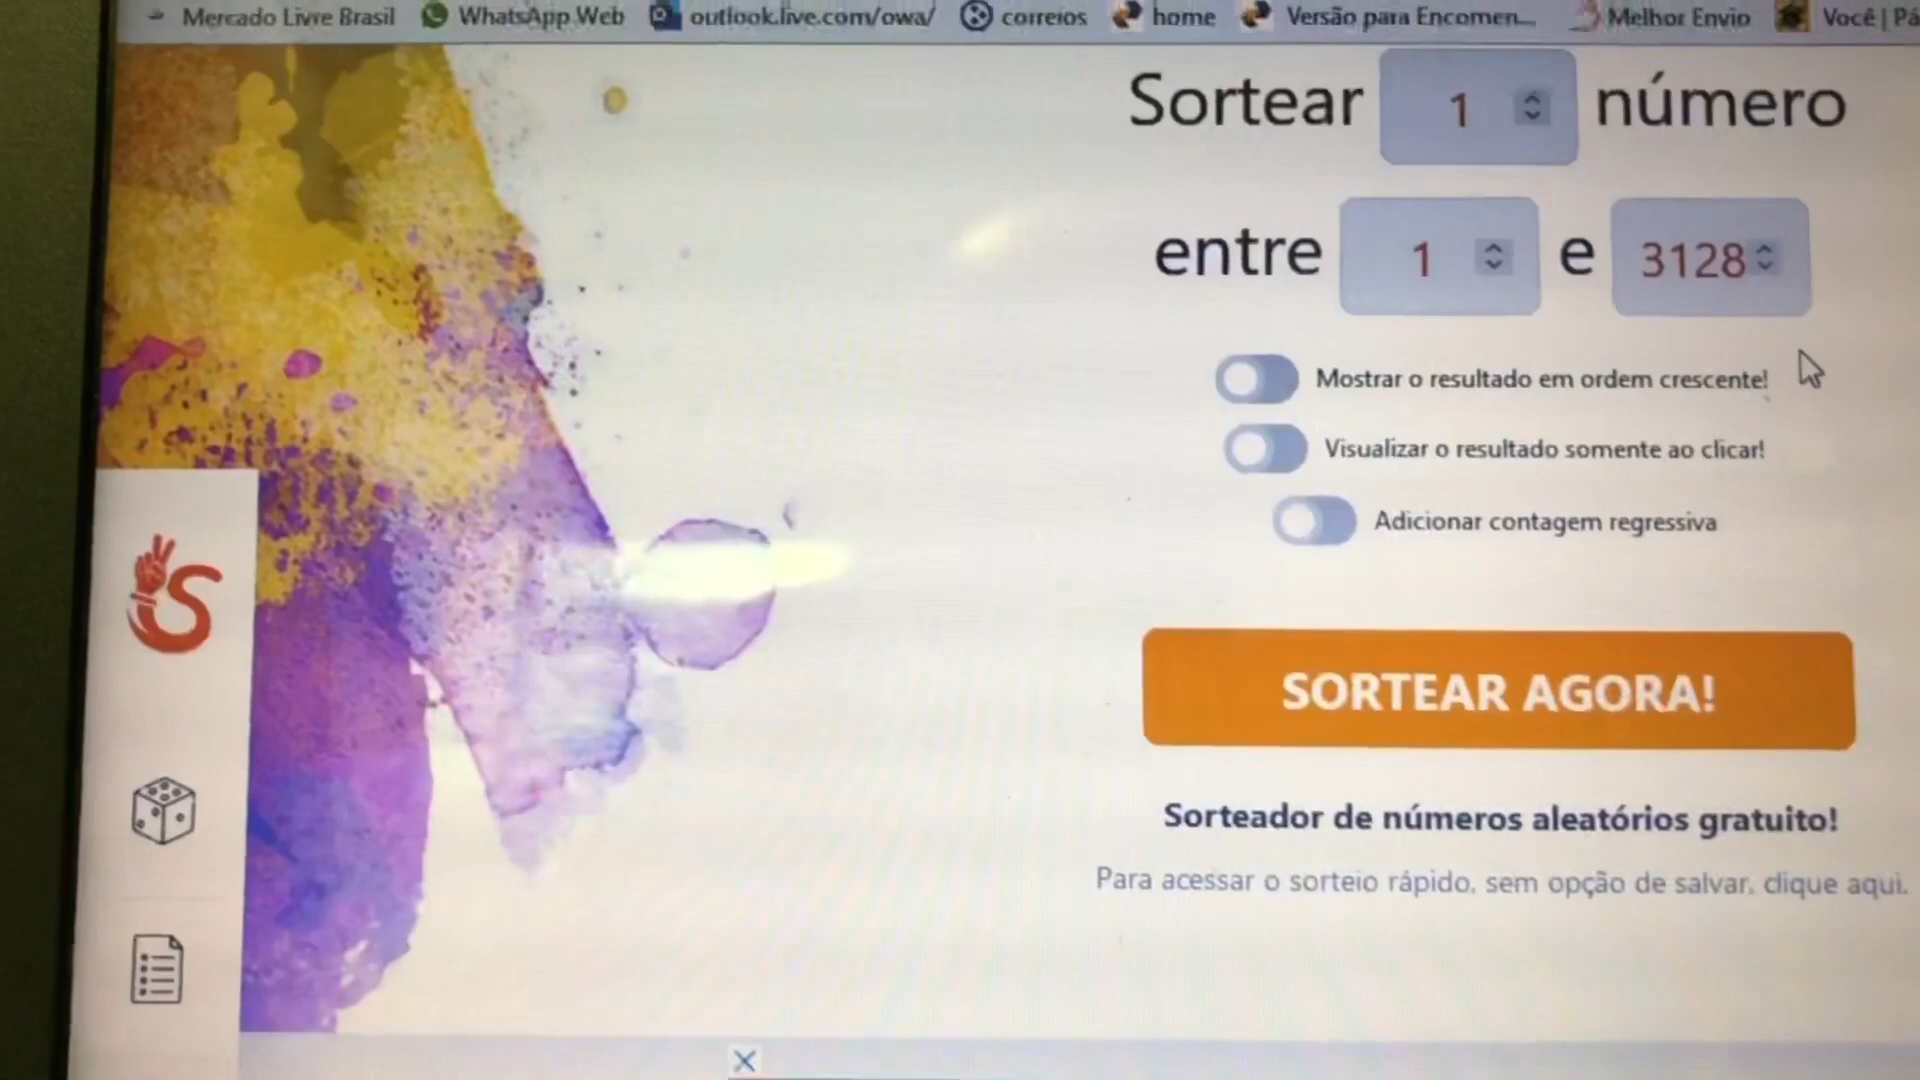 Mercado Livre Brasil WhatsApp Web outlook.live.com/owa/ correios home Versão para Encomen... Melhor Envio Você | Pá
Sortear 1 número
entre 1 e 3128
Mostrar o resultado em ordem crescente!
Visualizar o resultado somente ao clicar!
Adicionar contagem regressiva
SORTEAR AGORA!
Sorteador de números aleatórios gratuito!
Para acessar o sorteio rápido, sem opção de salvar, clique aqui.
S